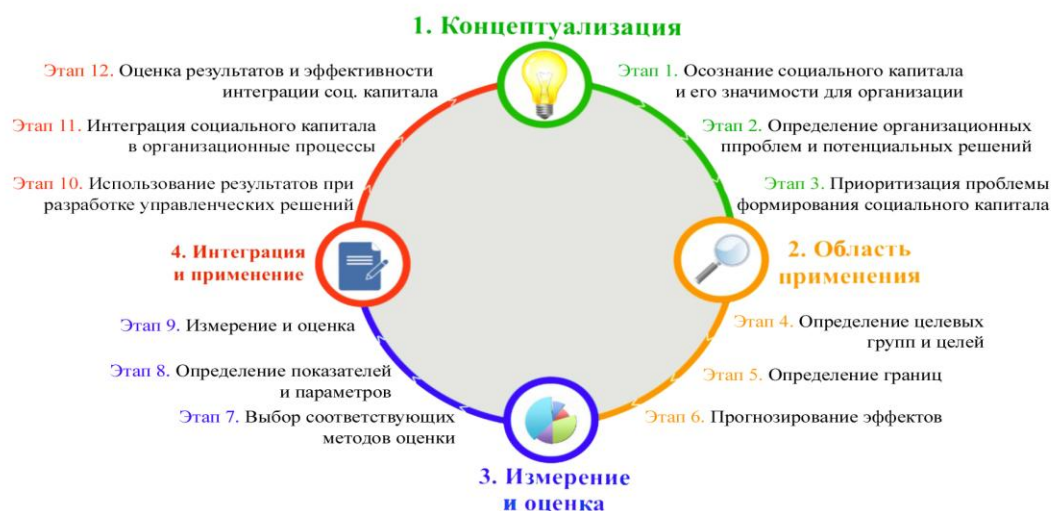 1. Концептуализация
Этап 1. Осознание социального капитала
и его значимости для организации
Этап 2. Определение организационных
ппроблем и потенциальных решений
Этап 3. Приоритизация проблемы
формирования социального капитала
2. Область
применения
Этап 4. Определение целевых
групп и целей
Этап 5. Определение границ
Этап 6. Прогнозирование эффектов
3. Измерение
и оценка
Этап 7. Выбор соответствующих
методов оценки
Этап 8. Определение показателей
и параметров
Этап 9. Измерение и оценка
4. Интеграция
и применение
Этап 10. Использование результатов при
разработке управленческих решений
Этап 11. Интеграция социального капитала
в организационные процессы
Этап 12. Оценка результатов и эффективности
интеграции соц. капитала